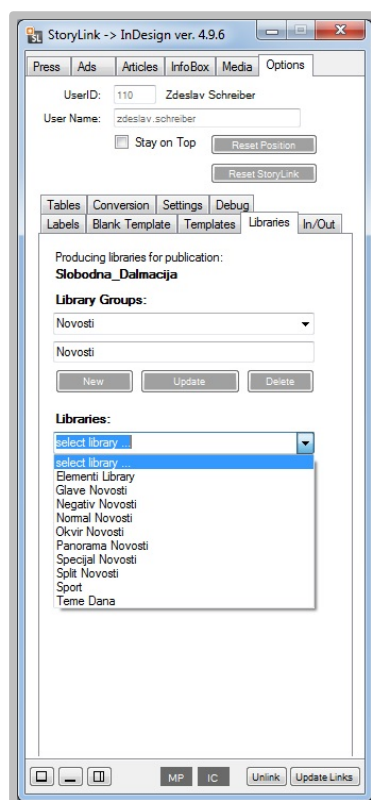 StoryLink -> InDesign ver. 4.9.6
Press Ads Articles InfoBox Media Options
UserID: 110 Zdeslav Schreiber
User Name: zdeslav.schreiber
Stay on Top Reset Position
Reset StoryLink
Tables Conversion Settings Debug
Labels Blank Template Templates Libraries In/Out
Producing libraries for publication:
Slobodna_Dalmacija
Library Groups:
Novosti
Novosti
New Update Delete
Libraries:
select library ...
select library ...
Elementi Library
Glave Novosti
Negativ Novosti
Normal Novosti
Okvir Novosti
Panorama Novosti
Specijal Novosti
Split Novosti
Sport
Teme Dana
MP IC Unlink Update Links